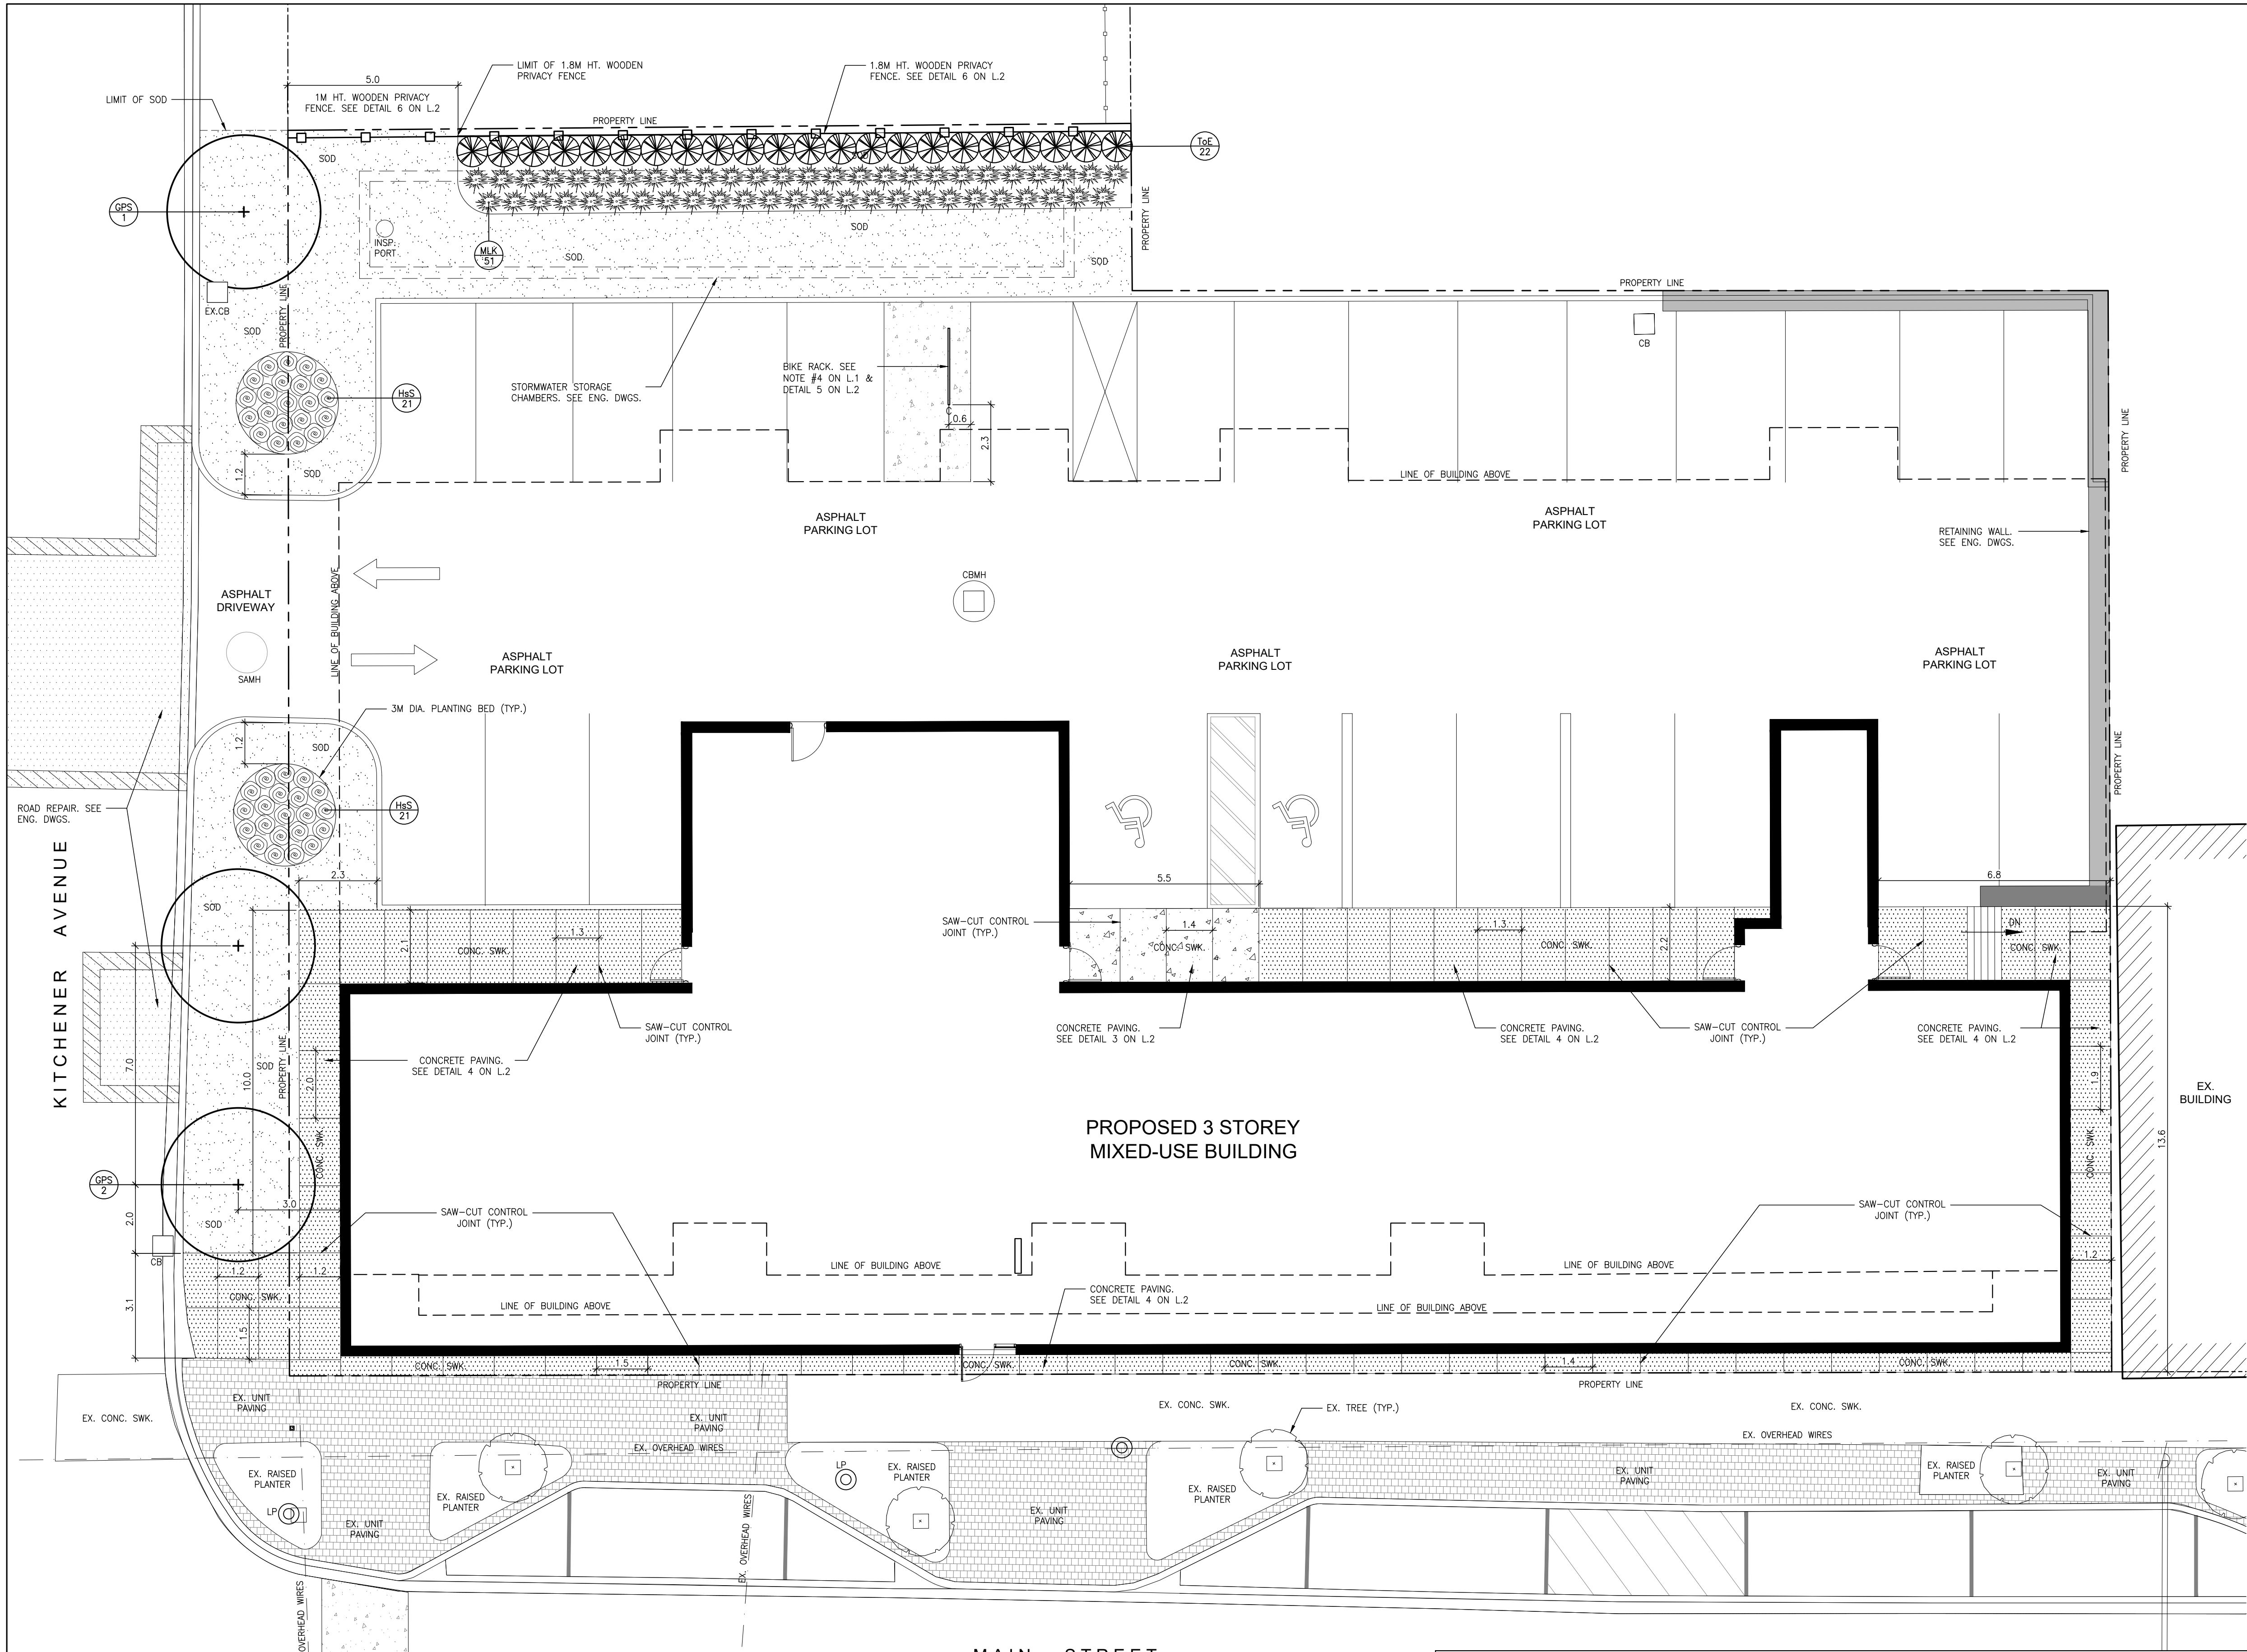 LIMIT OF SOD
5.0
1M HT. WOODEN PRIVACY
FENCE. SEE DETAIL 6 ON L.2
LIMIT OF 1.8M HT. WOODEN
PRIVACY FENCE
1.8M HT. WOODEN PRIVACY
FENCE. SEE DETAIL 6 ON L.2
PROPERTY LINE
SOD
ToE
22
GPS
1
INSP.
PORT
MLK
51
SOD
SOD
SOD
PROPERTY LINE
EX.CB
SOD
PROPERTY LINE
PROPERTY LINE
CB
HsS
21
STORMWATER STORAGE
CHAMBERS. SEE ENG. DWGS.
BIKE RACK. SEE
NOTE #4 ON L.1 &
DETAIL 5 ON L.2
0.6
2.3
1.2
SOD
LINE OF BUILDING ABOVE
PROPERTY LINE
ASPHALT
PARKING LOT
ASPHALT
PARKING LOT
RETAINING WALL.
SEE ENG. DWGS.
ASPHALT
DRIVEWAY
LINE OF BUILDING ABOVE
CBMH
SAMH
ASPHALT
PARKING LOT
ASPHALT
PARKING LOT
ASPHALT
PARKING LOT
3M DIA. PLANTING BED (TYP.)
1.2
SOD
PROPERTY LINE
ROAD REPAIR. SEE
ENG. DWGS.
HsS
21
KITCHENER AVENUE
2.3
SOD
5.5
6.8
2.1
CONC. SWK.
1.3
SAW-CUT CONTROL
JOINT (TYP.)
1.4
CONC. SWK.
1.3
CONC. SWK.
2.2
DN
CONC. SWK.
SAW-CUT CONTROL
JOINT (TYP.)
CONCRETE PAVING.
SEE DETAIL 3 ON L.2
CONCRETE PAVING.
SEE DETAIL 4 ON L.2
SAW-CUT CONTROL
JOINT (TYP.)
CONCRETE PAVING.
SEE DETAIL 4 ON L.2
CONCRETE PAVING.
SEE DETAIL 4 ON L.2
7.0
10.0
SOD
PROPERTY LINE
2.0
CONC. SWK.
1.9
CONC. SWK.
13.6
EX.
BUILDING
PROPOSED 3 STOREY
MIXED-USE BUILDING
GPS
2
3.0
2.0
SOD
CB
SAW-CUT CONTROL
JOINT (TYP.)
SAW-CUT CONTROL
JOINT (TYP.)
1.2
1.2
1.2
LINE OF BUILDING ABOVE
LINE OF BUILDING ABOVE
CONC. SWK.
3.1
1.5
LINE OF BUILDING ABOVE
CONCRETE PAVING.
SEE DETAIL 4 ON L.2
LINE OF BUILDING ABOVE
CONC. SWK.
1.5
CONC. SWK.
CONC. SWK.
1.4
CONC. SWK.
PROPERTY LINE
PROPERTY LINE
EX. CONC. SWK.
EX. UNIT
PAVING
EX. UNIT
PAVING
EX. CONC. SWK.
EX. TREE (TYP.)
EX. CONC. SWK.
EX. OVERHEAD WIRES
EX. OVERHEAD WIRES
EX. RAISED
PLANTER
LP
EX. RAISED
PLANTER
EX. UNIT
PAVING
LP
EX. RAISED
PLANTER
EX. UNIT
PAVING
EX. RAISED
PLANTER
EX. UNIT
PAVING
EX. RAISED
PLANTER
EX. UNIT
PAVING
EX. OVERHEAD WIRES
OVERHEAD WIRES
MAIN STREET